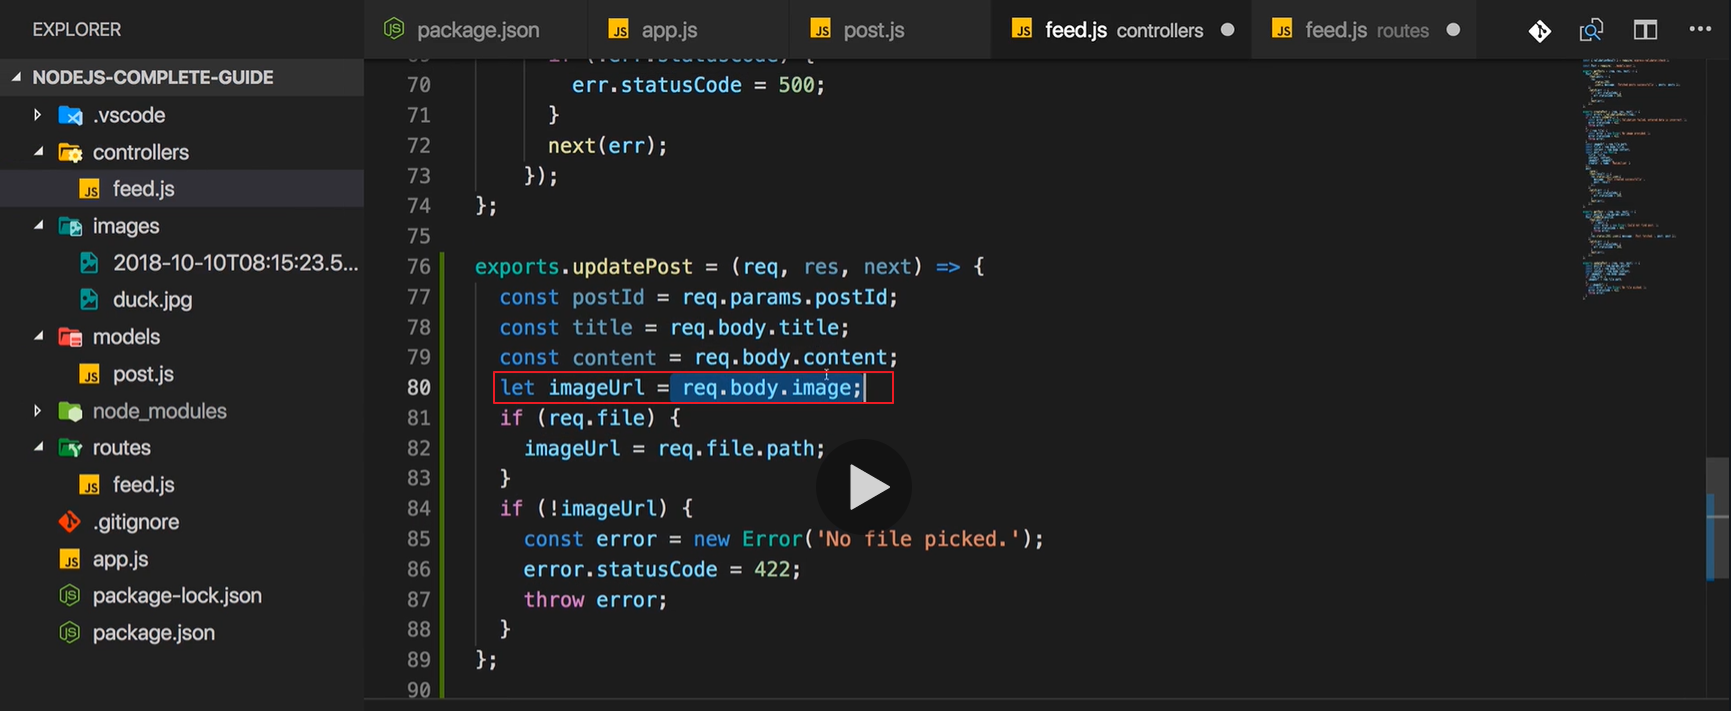 EXPLORER
package.json
app.js
post.js
feed.js controllers
feed.js routes
NODEJS-COMPLETE-GUIDE
.vscode
controllers
feed.js
images
2018-10-10T08:15:23.5...
duck.jpg
models
post.js
node_modules
routes
feed.js
.gitignore
app.js
package-lock.json
package.json
69 if (!err.statusCode) {
70 err.statusCode = 500;
71 }
72 next(err);
73 });
74 };
75
76 exports.updatePost = (req, res, next) => {
77 const postId = req.params.postId;
78 const title = req.body.title;
79 const content = req.body.content;
80 let imageUrl = req.body.image;
81 if (req.file) {
82 imageUrl = req.file.path;
83 }
84 if (!imageUrl) {
85 const error = new Error('No file picked.');
86 error.statusCode = 422;
87 throw error;
88 }
89 };
90